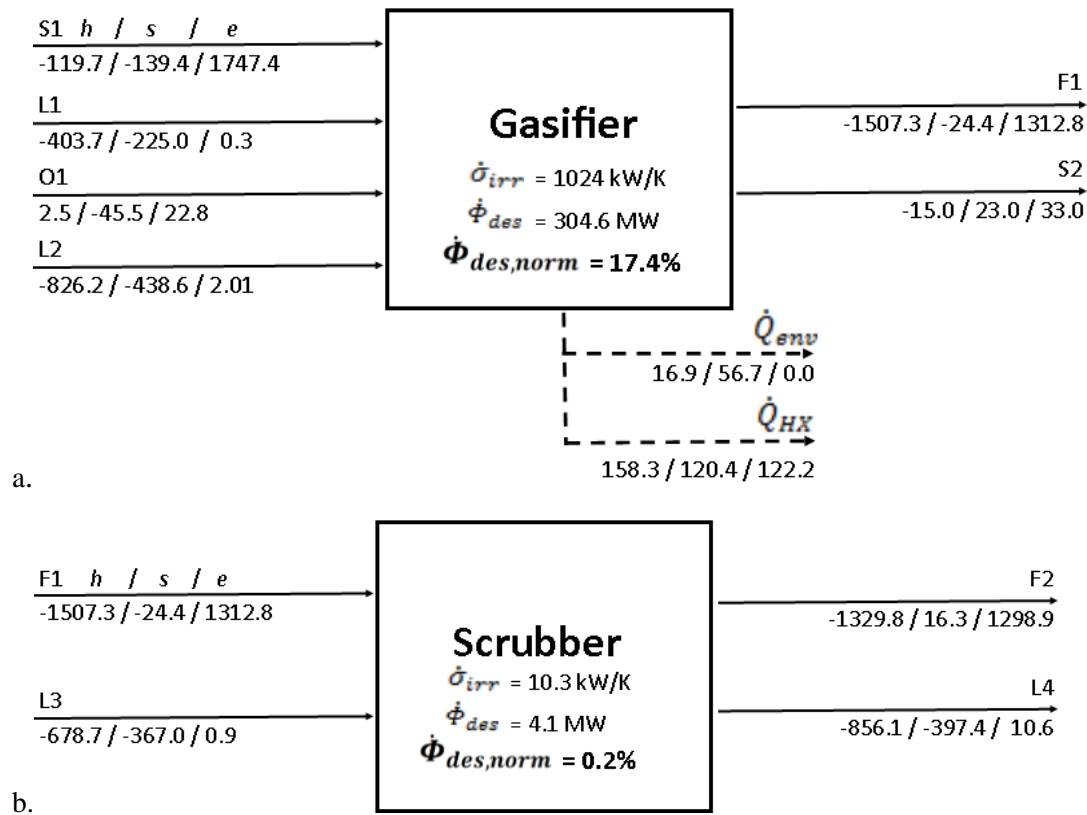 S1 h / s / e
-119.7 / -139.4 / 1747.4
L1
-403.7 / -225.0 / 0.3
O1
2.5 / -45.5 / 22.8
L2
-826.2 / -438.6 / 2.01
Gasifier
σ̇irr = 1024 kW/K
Φ̇des = 304.6 MW
Φ̇des,norm = 17.4%
F1
-1507.3 / -24.4 / 1312.8
S2
-15.0 / 23.0 / 33.0
Q̇env
16.9 / 56.7 / 0.0
Q̇HX
158.3 / 120.4 / 122.2
a.
F1 h / s / e
-1507.3 / -24.4 / 1312.8
L3
-678.7 / -367.0 / 0.9
Scrubber
σ̇irr = 10.3 kW/K
Φ̇des = 4.1 MW
Φ̇des,norm = 0.2%
F2
-1329.8 / 16.3 / 1298.9
L4
-856.1 / -397.4 / 10.6
b.